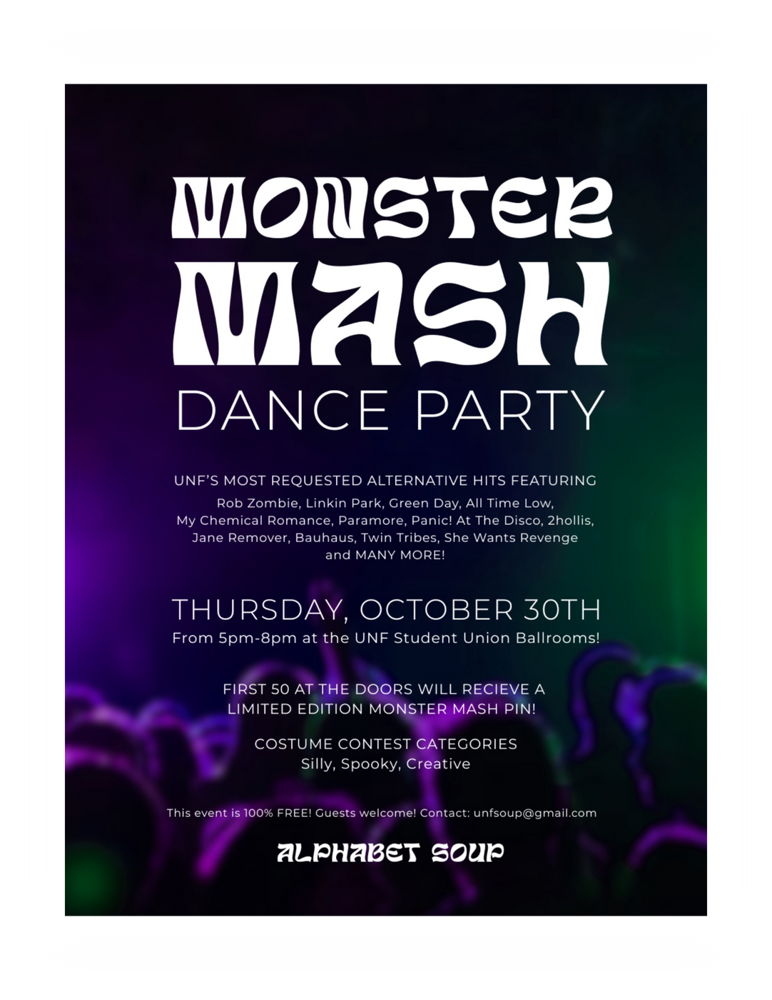 MONSTER
MASH
DANCE PARTY
UNF'S MOST REQUESTED ALTERNATIVE HITS FEATURING
Rob Zombie, Linkin Park, Green Day, All Time Low,
My Chemical Romance, Paramore, Panic! At The Disco, 2hollis,
Jane Remover, Bauhaus, Twin Tribes, She Wants Revenge
and MANY MORE!
THURSDAY, OCTOBER 30TH
From 5pm-8pm at the UNF Student Union Ballrooms!
FIRST 50 AT THE DOORS WILL RECIEVE A
LIMITED EDITION MONSTER MASH PIN!
COSTUME CONTEST CATEGORIES
Silly, Spooky, Creative
This event is 100% FREE! Guests welcome! Contact: unfsoup@gmail.com
ALPHABET SOUP